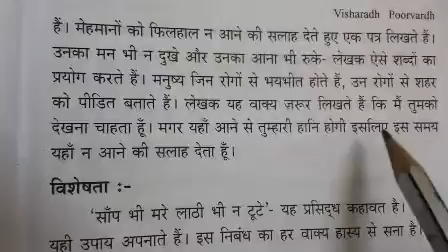 Visharadh Poorvardh
हैं। मेहमानों को फिलहाल न आने की सलाह देते हुए एक पत्र लिखते हैं।
उनका मन भी न दुखे और उनका आना भी रुके- लेखक ऐसे शब्दों का
प्रयोग करते हैं। मनुष्य जिन रोगों से भयभीत होते हैं, उन रोगों से शहर
को पीडित बताते हैं। लेखक यह वाक्य ज़रूर लिखते हैं कि मैं तुमको
देखना चाहता हूँ। मगर यहाँ आने से तुम्हारी हानि होगी इसलिए इस समय
यहाँ न आने की सलाह देता हूँ।
विशेषता :-
'साँप भी मरे लाठी भी न टूटे'- यह प्रसिद्ध कहावत है।
यही उपाय अपनाते हैं। इस निबंध का हर वाक्य हास्य से सना है।